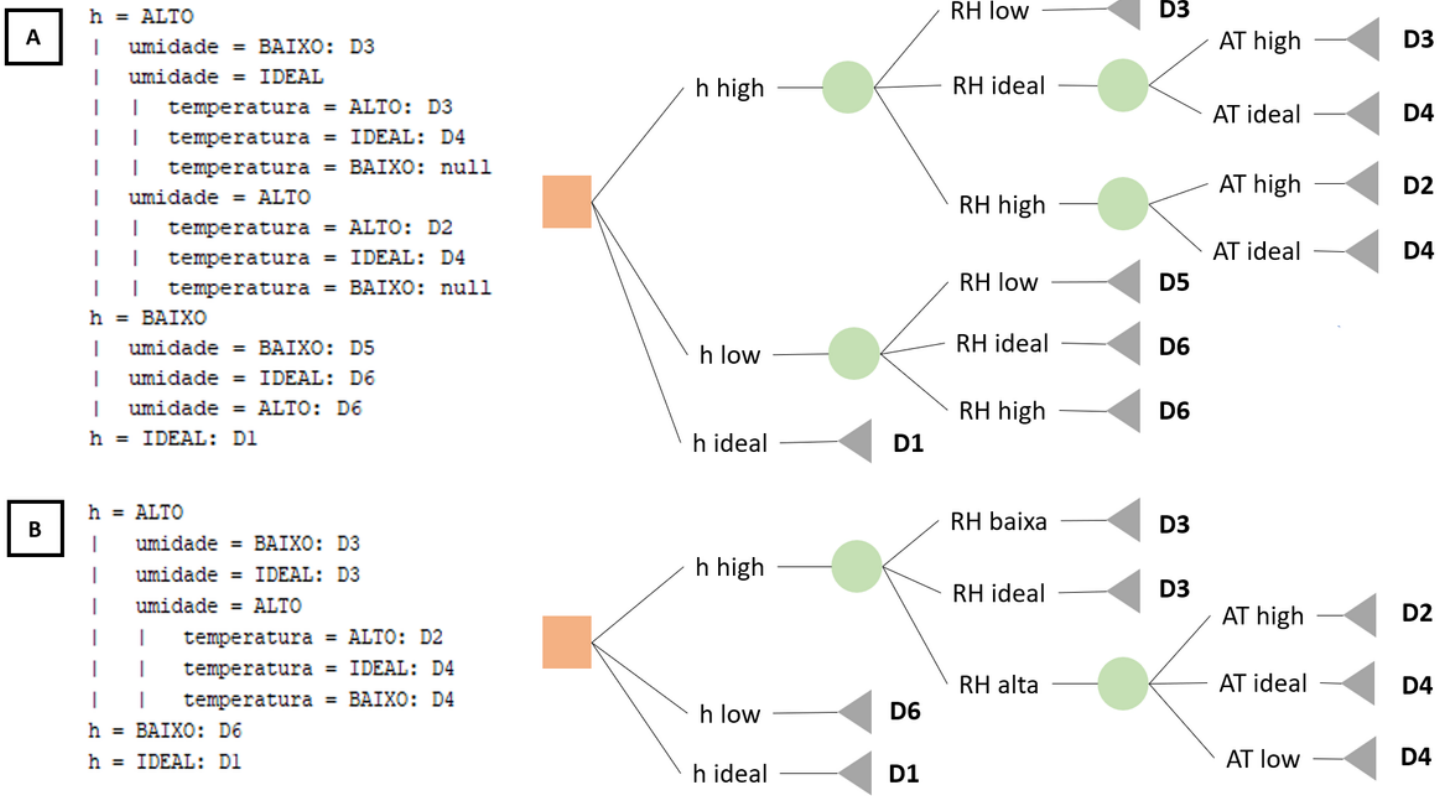 A
h = ALTO
|  umidade = BAIXO: D3
|  umidade = IDEAL
|  |  temperatura = ALTO: D3
|  |  temperatura = IDEAL: D4
|  |  temperatura = BAIXO: null
|  umidade = ALTO
|  |  temperatura = ALTO: D2
|  |  temperatura = IDEAL: D4
|  |  temperatura = BAIXO: null
h = BAIXO
|  umidade = BAIXO: D5
|  umidade = IDEAL: D6
|  umidade = ALTO: D6
h = IDEAL: D1
h high
RH low D3
RH ideal
AT high D3
AT ideal D4
RH high
AT high D2
AT ideal D4
h low
RH low D5
RH ideal D6
RH high D6
h ideal D1
B
h = ALTO
|  umidade = BAIXO: D3
|  umidade = IDEAL: D3
|  umidade = ALTO
|  |  temperatura = ALTO: D2
|  |  temperatura = IDEAL: D4
|  |  temperatura = BAIXO: D4
h = BAIXO: D6
h = IDEAL: D1
h high
RH baixa D3
RH ideal D3
RH alta
AT high D2
AT ideal D4
AT low D4
h low D6
h ideal D1